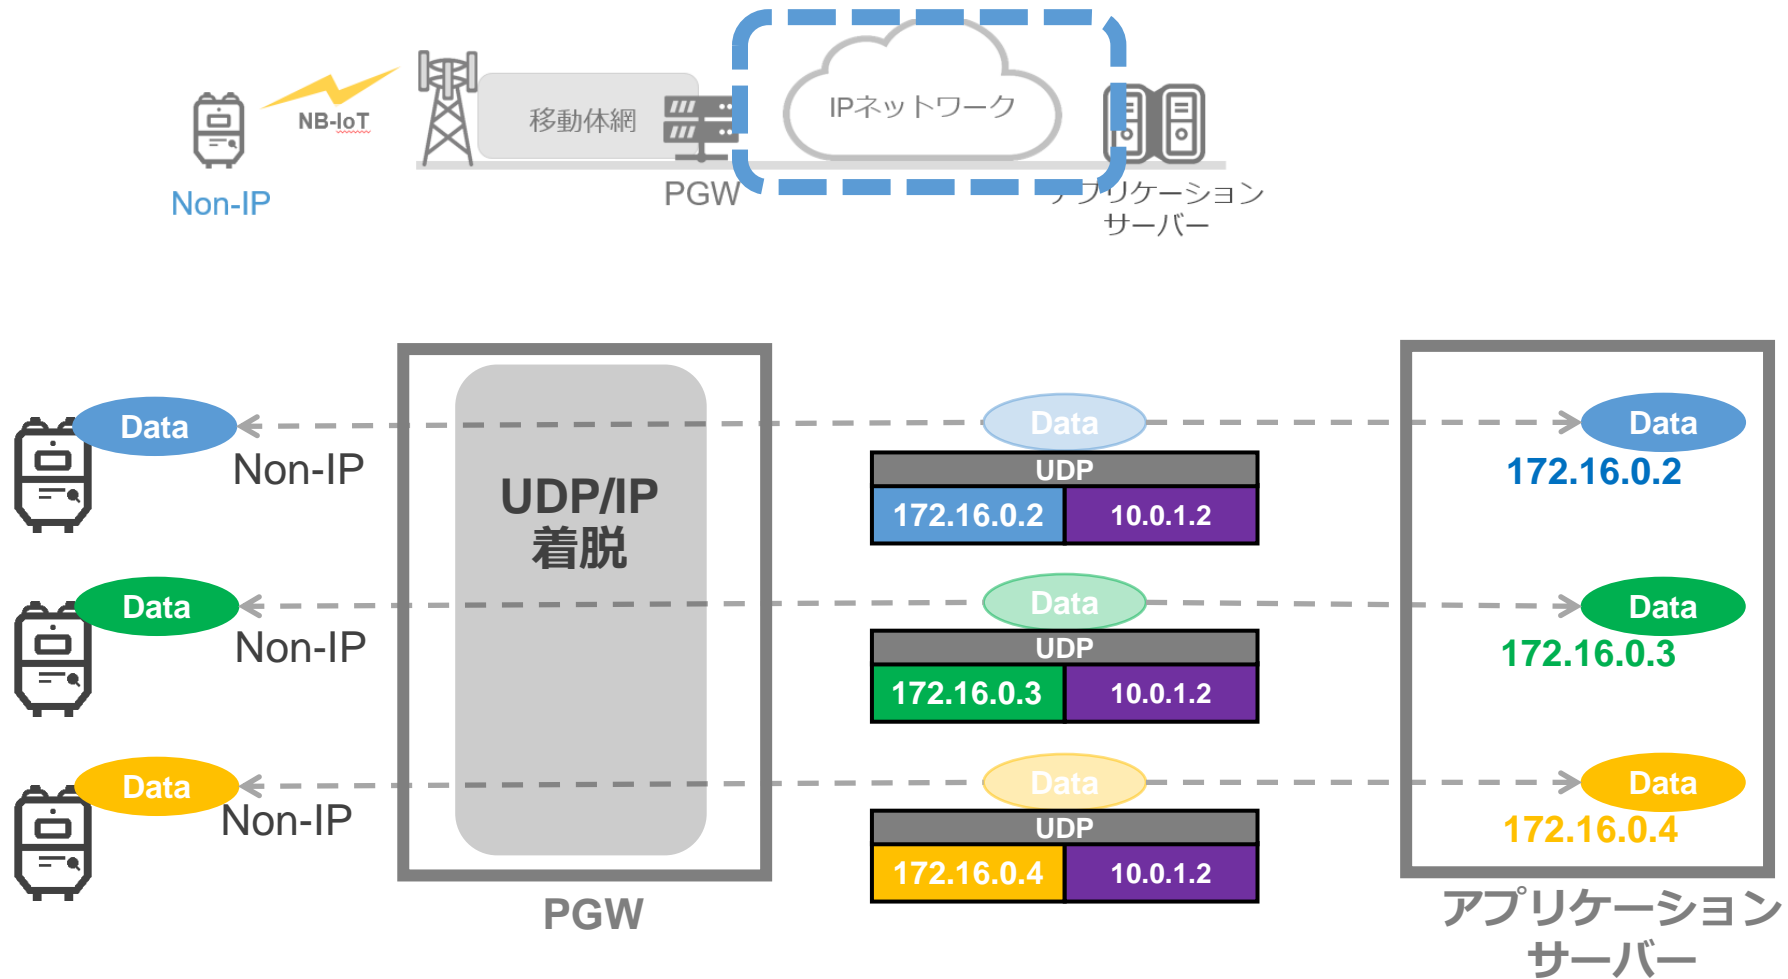 NB-IoT
移動体網
IPネットワーク
Non-IP
PGW
アプリケーション
サーバー
Data
Data
Data
Non-IP
UDP
172.16.0.2
UDP/IP
着脱
172.16.0.2
10.0.1.2
Data
Data
Data
Non-IP
UDP
172.16.0.3
172.16.0.3
10.0.1.2
Data
Data
Data
Non-IP
UDP
172.16.0.4
172.16.0.4
10.0.1.2
PGW
アプリケーション
サーバー